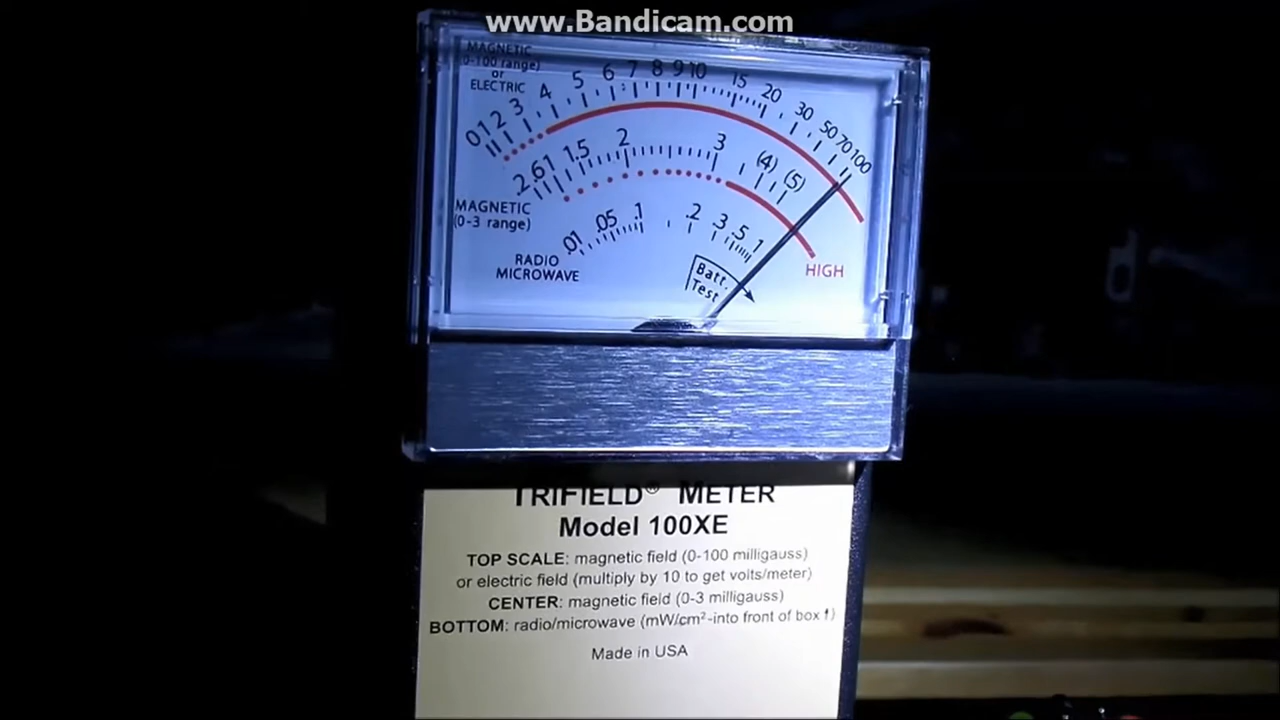 www.Bandicam.com
MAGNETIC
(0-100 range)
or
ELECTRIC
0 1 2 3 4 5 6 7 8 9 10 15 20 30 50 70 100
.2 .6 1 1.5 2 3 (4) (5)
MAGNETIC
(0-3 range)
.01 .05 .1 .2 .3 .5 1
RADIO
MICROWAVE
Batt.
Test
HIGH
TRIFIELD® METER
Model 100XE
TOP SCALE: magnetic field (0-100 milligauss)
or electric field (multiply by 10 to get volts/meter)
CENTER: magnetic field (0-3 milligauss)
BOTTOM: radio/microwave (mW/cm²-into front of box↑)
Made in USA